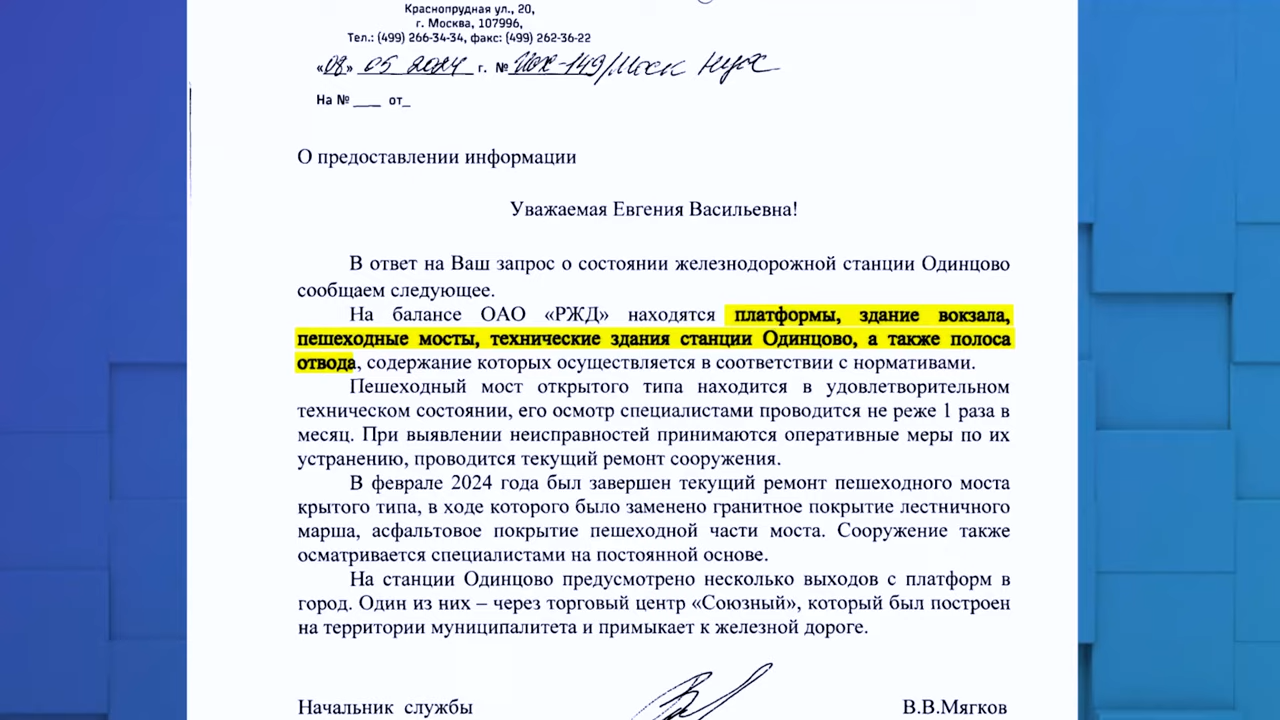 Краснопрудная ул., 20,
г. Москва, 107996,
Тел.: (499) 266-34-34, факс: (499) 262-36-22
«08» 05 2024 г. №
На № ____ от_
О предоставлении информации
Уважаемая Евгения Васильевна!
В ответ на Ваш запрос о состоянии железнодорожной станции Одинцово
сообщаем следующее.
На балансе ОАО «РЖД» находятся платформы, здание вокзала,
пешеходные мосты, технические здания станции Одинцово, а также полоса
отвода, содержание которых осуществляется в соответствии с нормативами.
Пешеходный мост открытого типа находится в удовлетворительном
техническом состоянии, его осмотр специалистами проводится не реже 1 раза в
месяц. При выявлении неисправностей принимаются оперативные меры по их
устранению, проводится текущий ремонт сооружения.
В феврале 2024 года был завершен текущий ремонт пешеходного моста
крытого типа, в ходе которого было заменено гранитное покрытие лестничного
марша, асфальтовое покрытие пешеходной части моста. Сооружение также
осматривается специалистами на постоянной основе.
На станции Одинцово предусмотрено несколько выходов с платформ в
город. Один из них – через торговый центр «Союзный», который был построен
на территории муниципалитета и примыкает к железной дороге.
Начальник службы В.В.Мягков